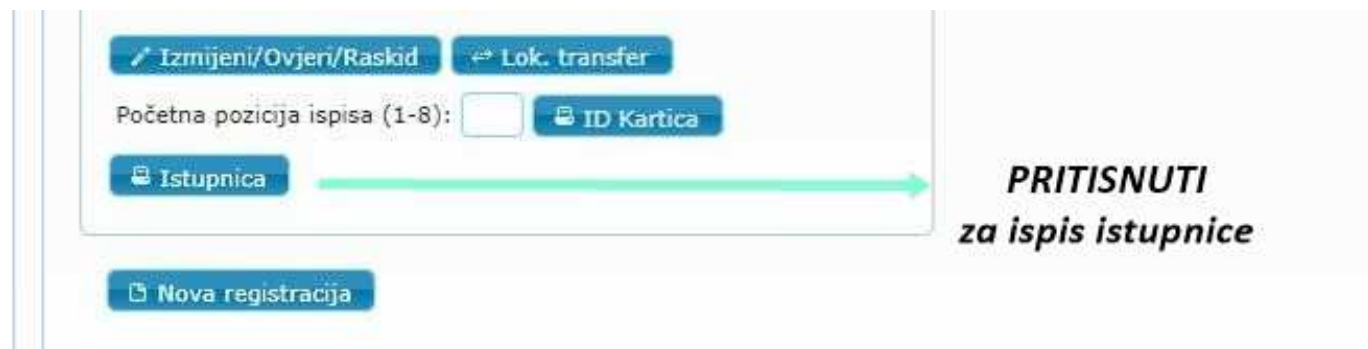 Izmijeni/Ovjeri/Raskid Lok. transfer
Početna pozicija ispisa (1-8): ID Kartica
Istupnica
PRITISNUTI
za ispis istupnice
Nova registracija